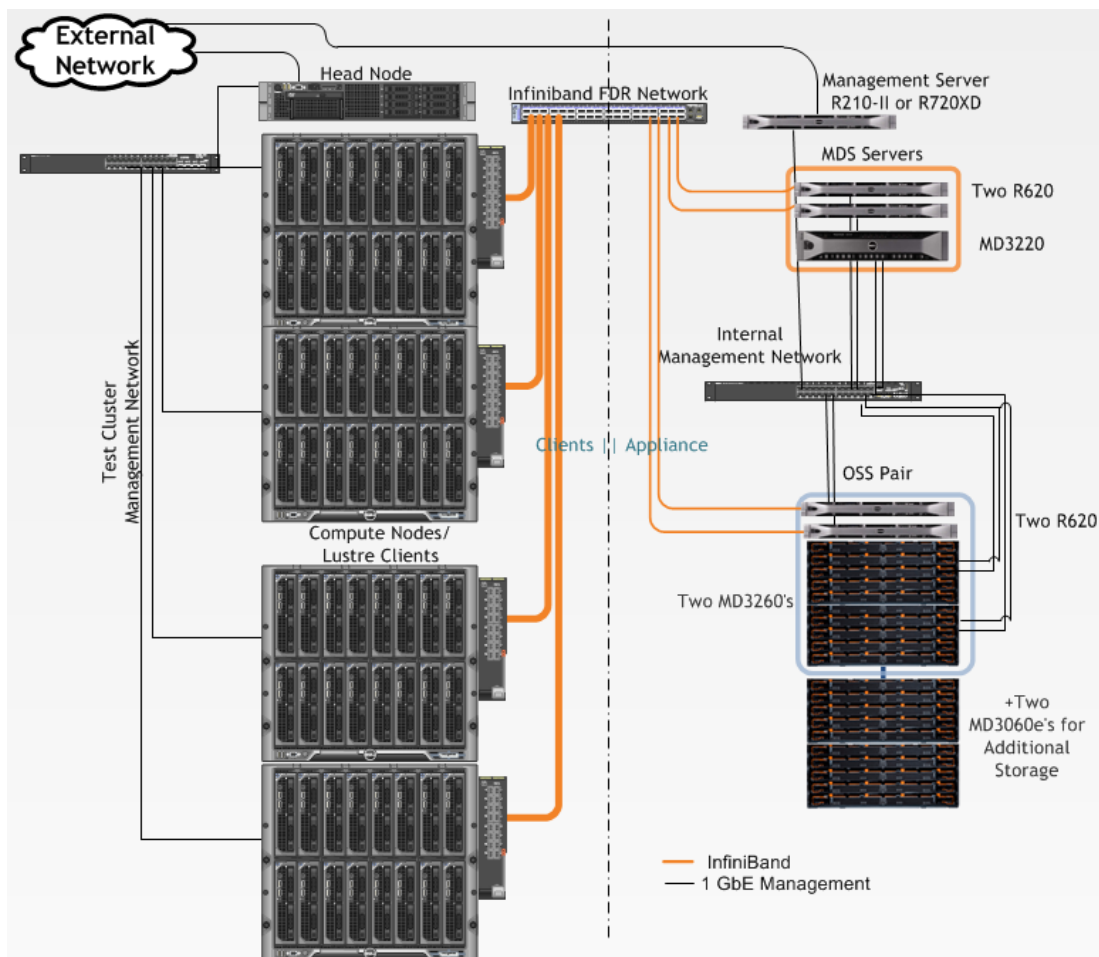 External
Network
Head Node
Infiniband FDR Network
Management Server
R210-II or R720XD
MDS Servers
Two R620
MD3220
Internal
Management Network
Test Cluster
Management Network
Clients || Appliance
OSS Pair
Two R620
Compute Nodes/
Lustre Clients
Two MD3260's
+Two
MD3060e's for
Additional
Storage
InfiniBand
1 GbE Management